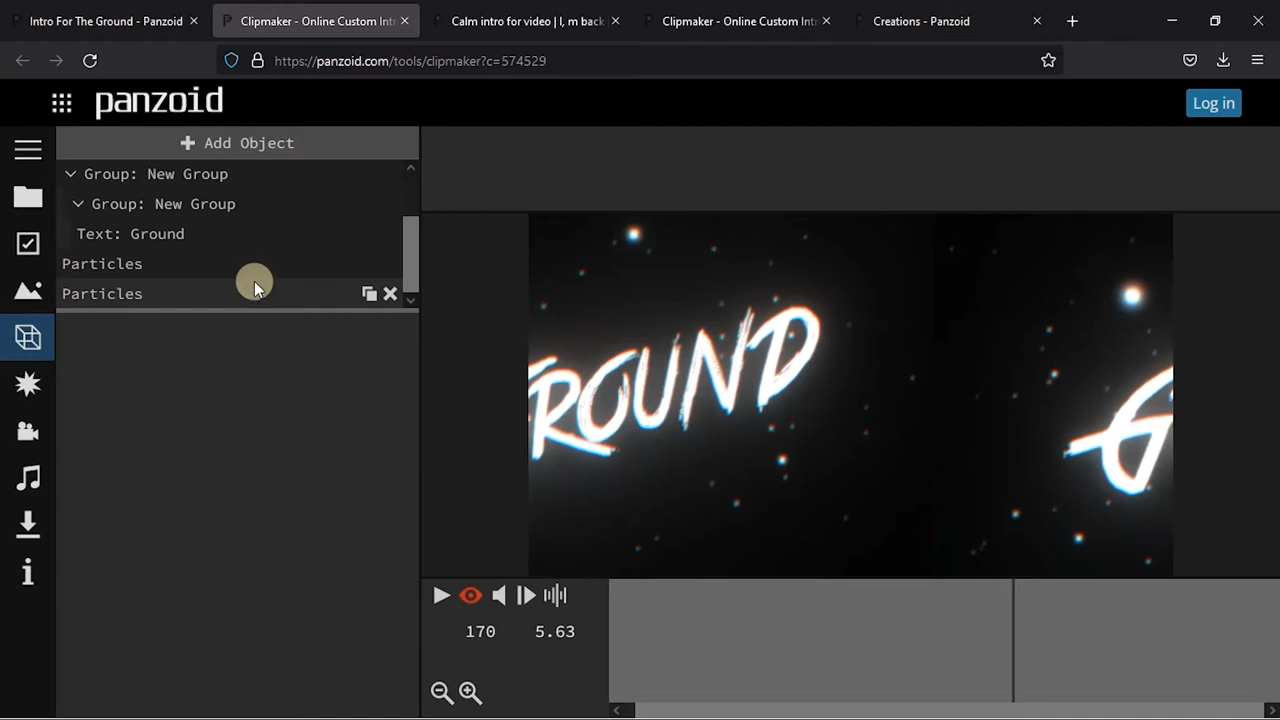 Intro For The Ground - Panzoid
Clipmaker - Online Custom Intr
Calm intro for video | I, m back
Clipmaker - Online Custom Intr
Creations - Panzoid
https://panzoid.com/tools/clipmaker?c=574529
panzoid
Log in
Add Object
Group: New Group
Group: New Group
Text: Ground
Particles
Particles
ROUND
G
170
5.63